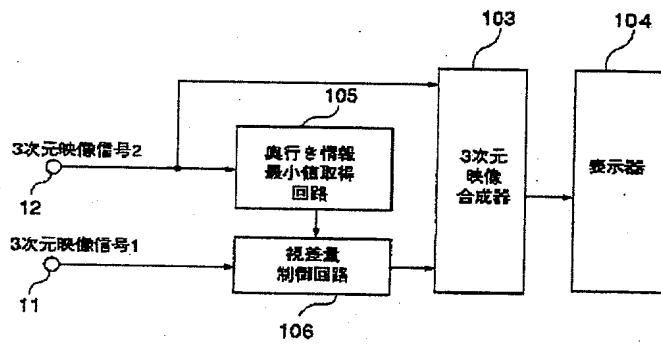 103
104
105
3次元映像信号2
12
奥行き情報
最小値取得
回路
3次元
映像
合成器
表示器
3次元映像信号1
11
視差量
制御回路
106